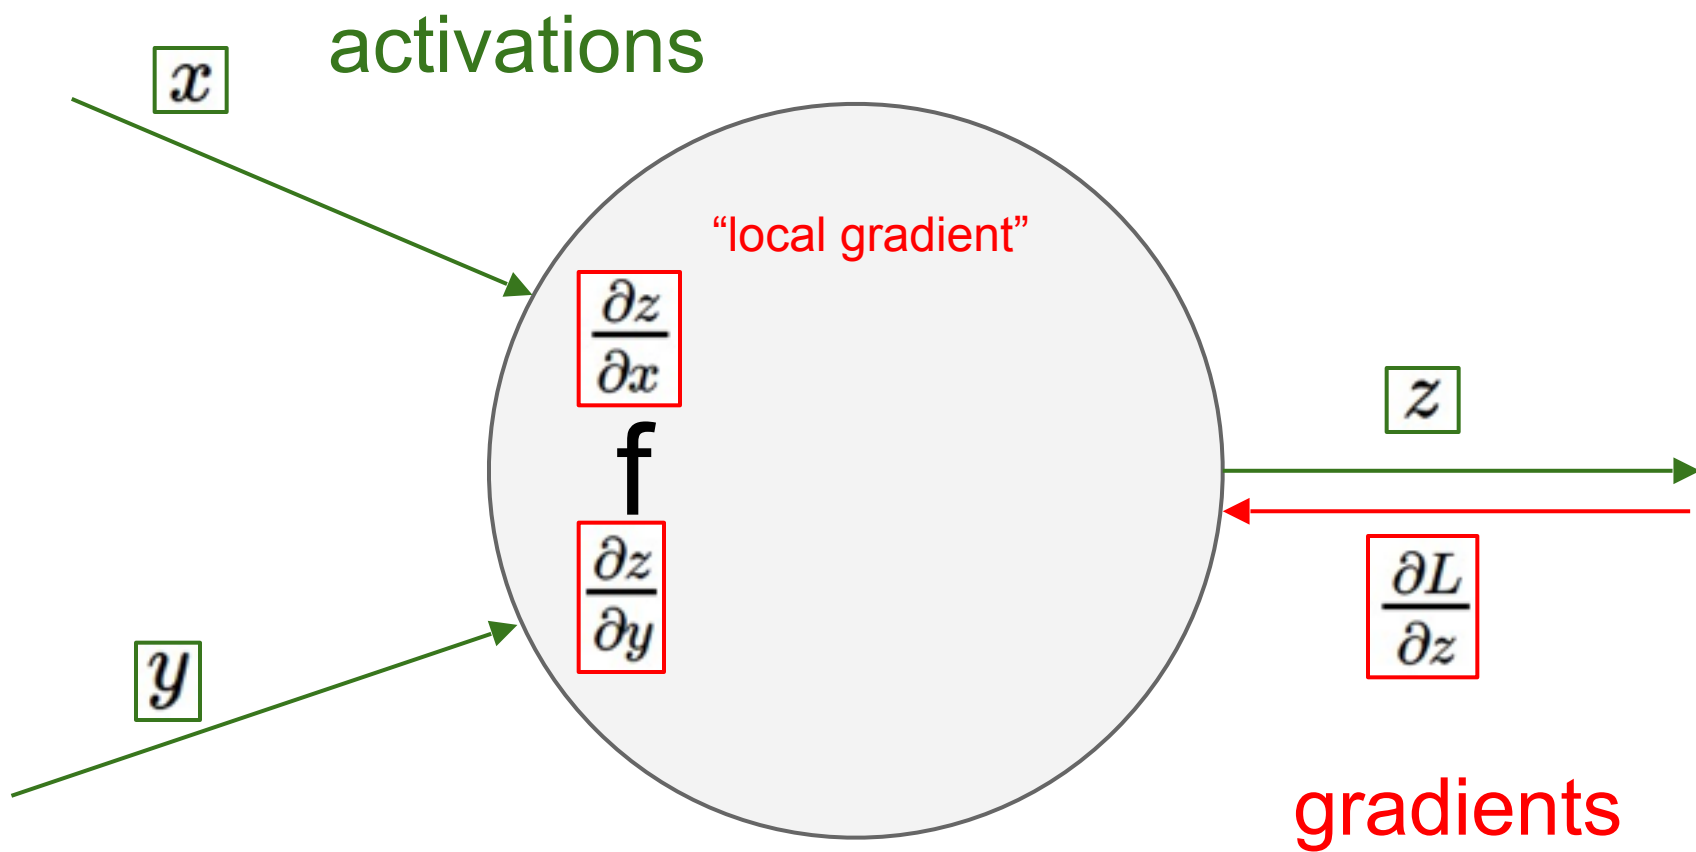 activations
x
“local gradient”
∂z
∂x
f
∂z
∂y
y
z
∂L
∂z
gradients